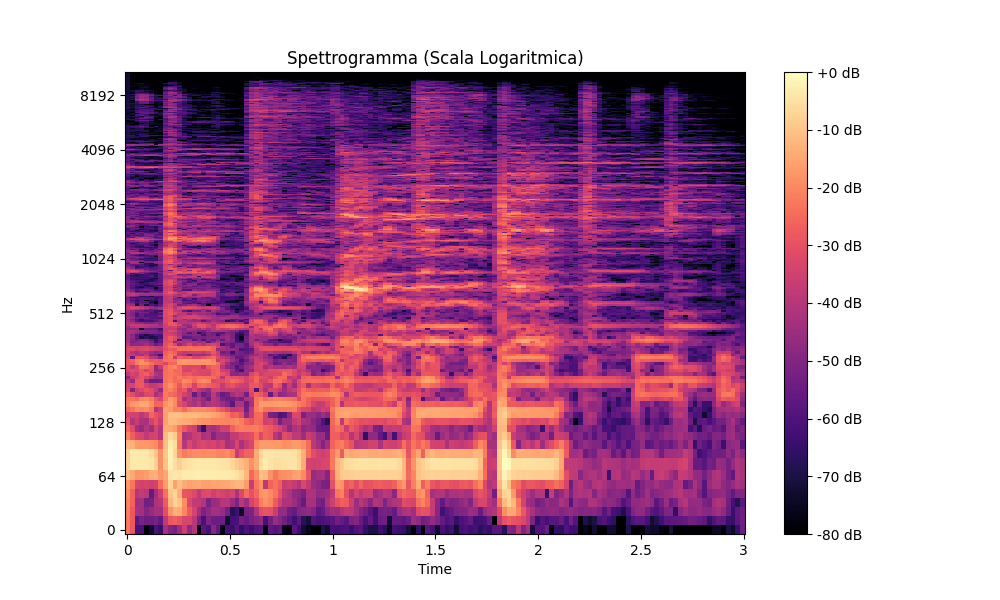 Spettrogramma (Scala Logaritmica)
8192
4096
2048
1024
512
256
128
64
0
Hz
0
0.5
1
1.5
2
2.5
3
Time
+0 dB
-10 dB
-20 dB
-30 dB
-40 dB
-50 dB
-60 dB
-70 dB
-80 dB